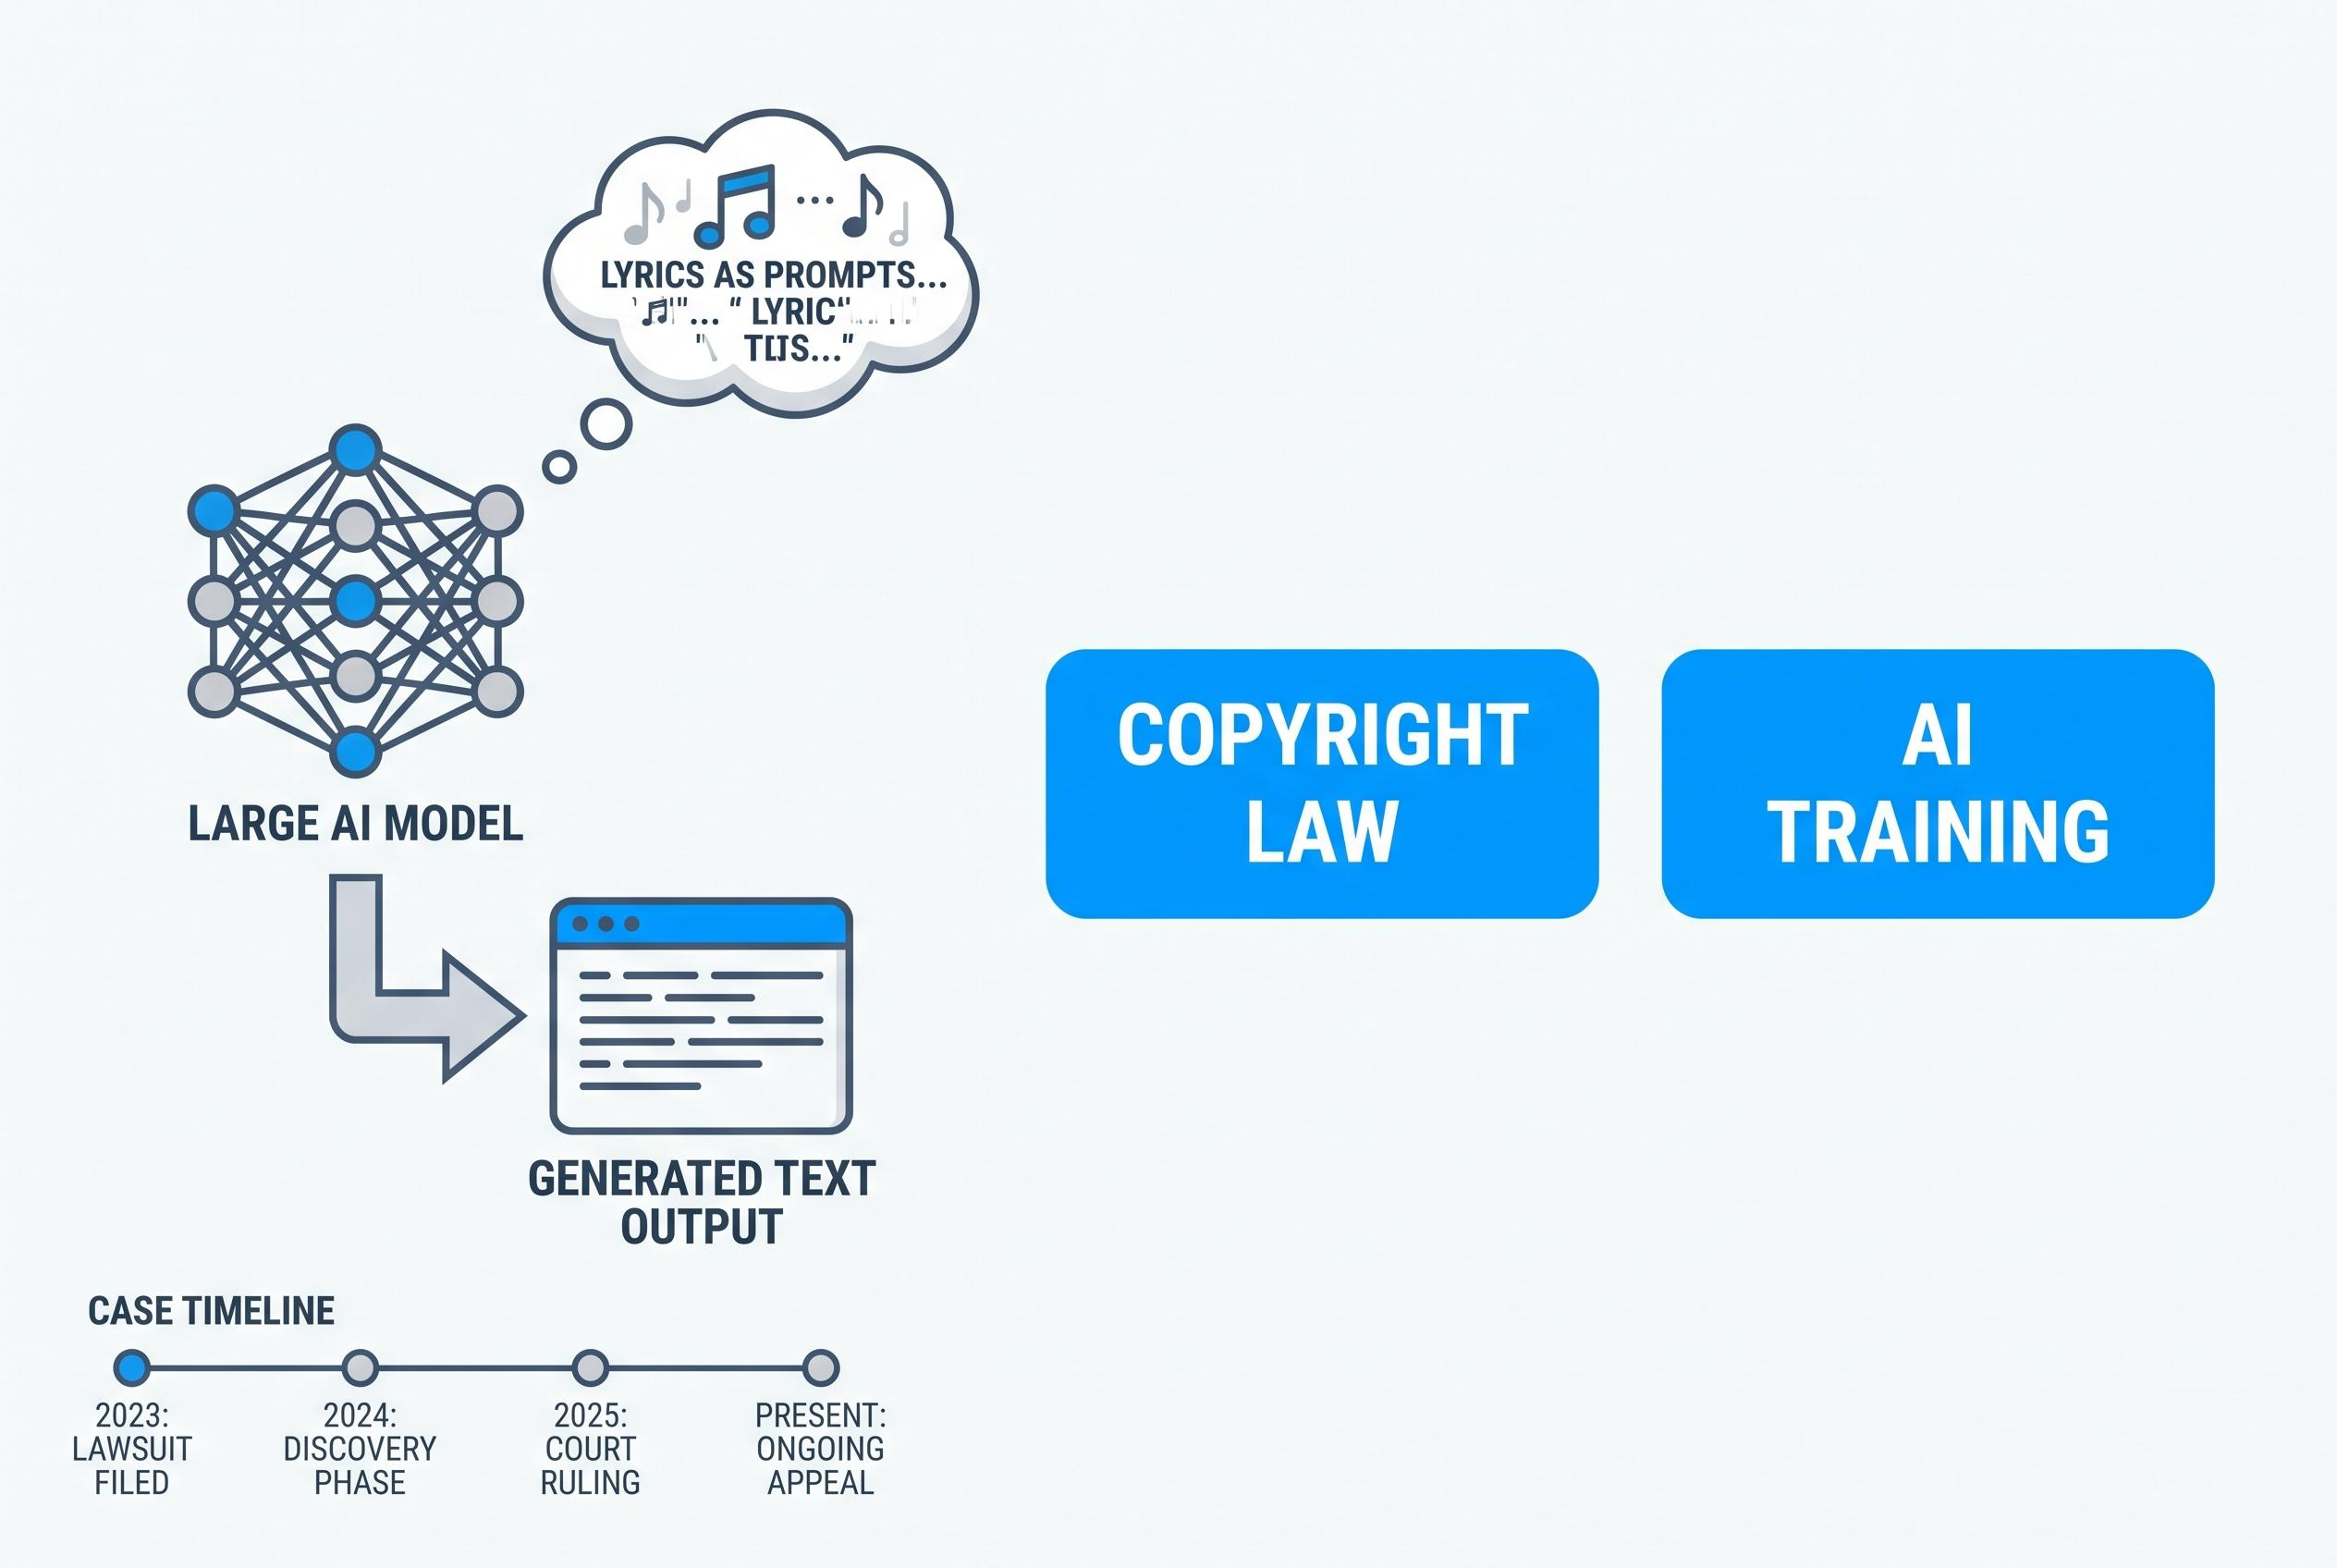 LYRICS AS PROMPTS...
"... " LYRIC"
LARGE AI MODEL
GENERATED TEXT
OUTPUT
COPYRIGHT
LAW
AI
TRAINING
CASE TIMELINE
2023:
LAWSUIT
FILED
2024:
DISCOVERY
PHASE
2025:
COURT
RULING
PRESENT:
ONGOING
APPEAL